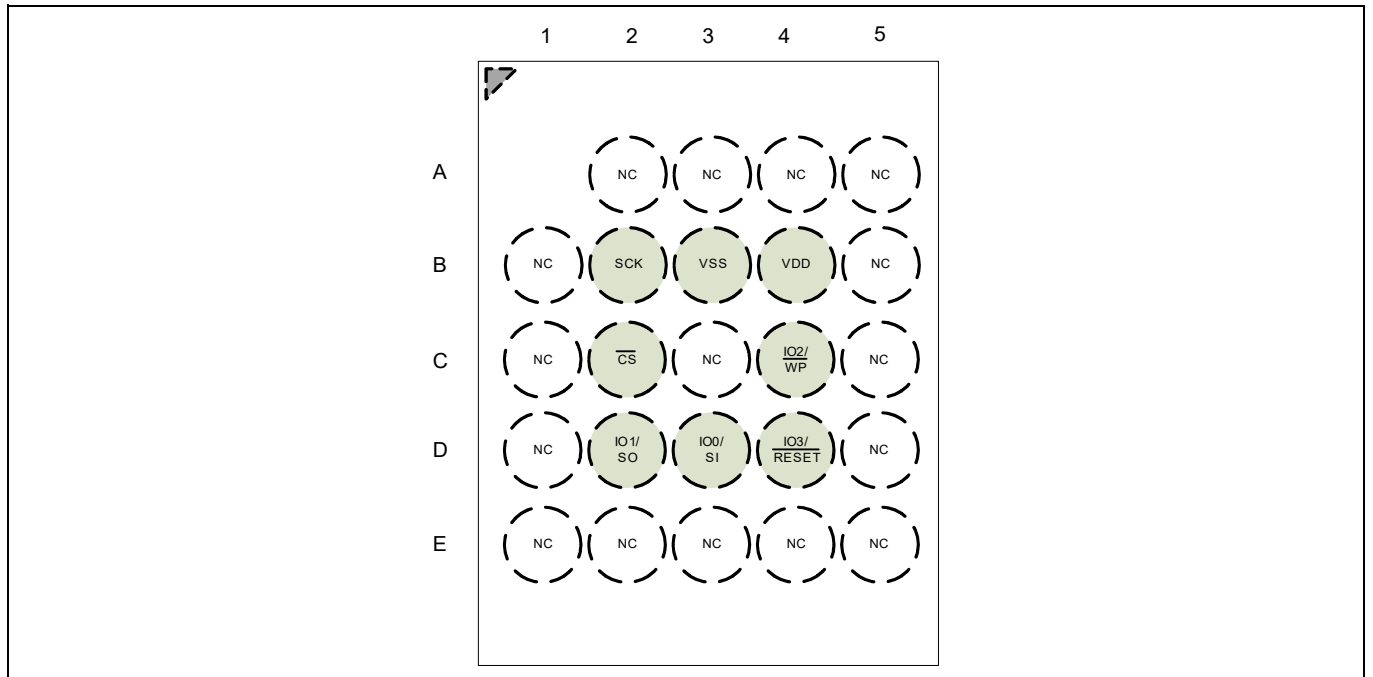 1 2 3 4 5
A NC NC NC NC
B NC SCK VSS VDD NC
C NC CS NC IO2/ WP NC
D NC IO1/ SO IO0/ SI IO3/ RESET NC
E NC NC NC NC NC